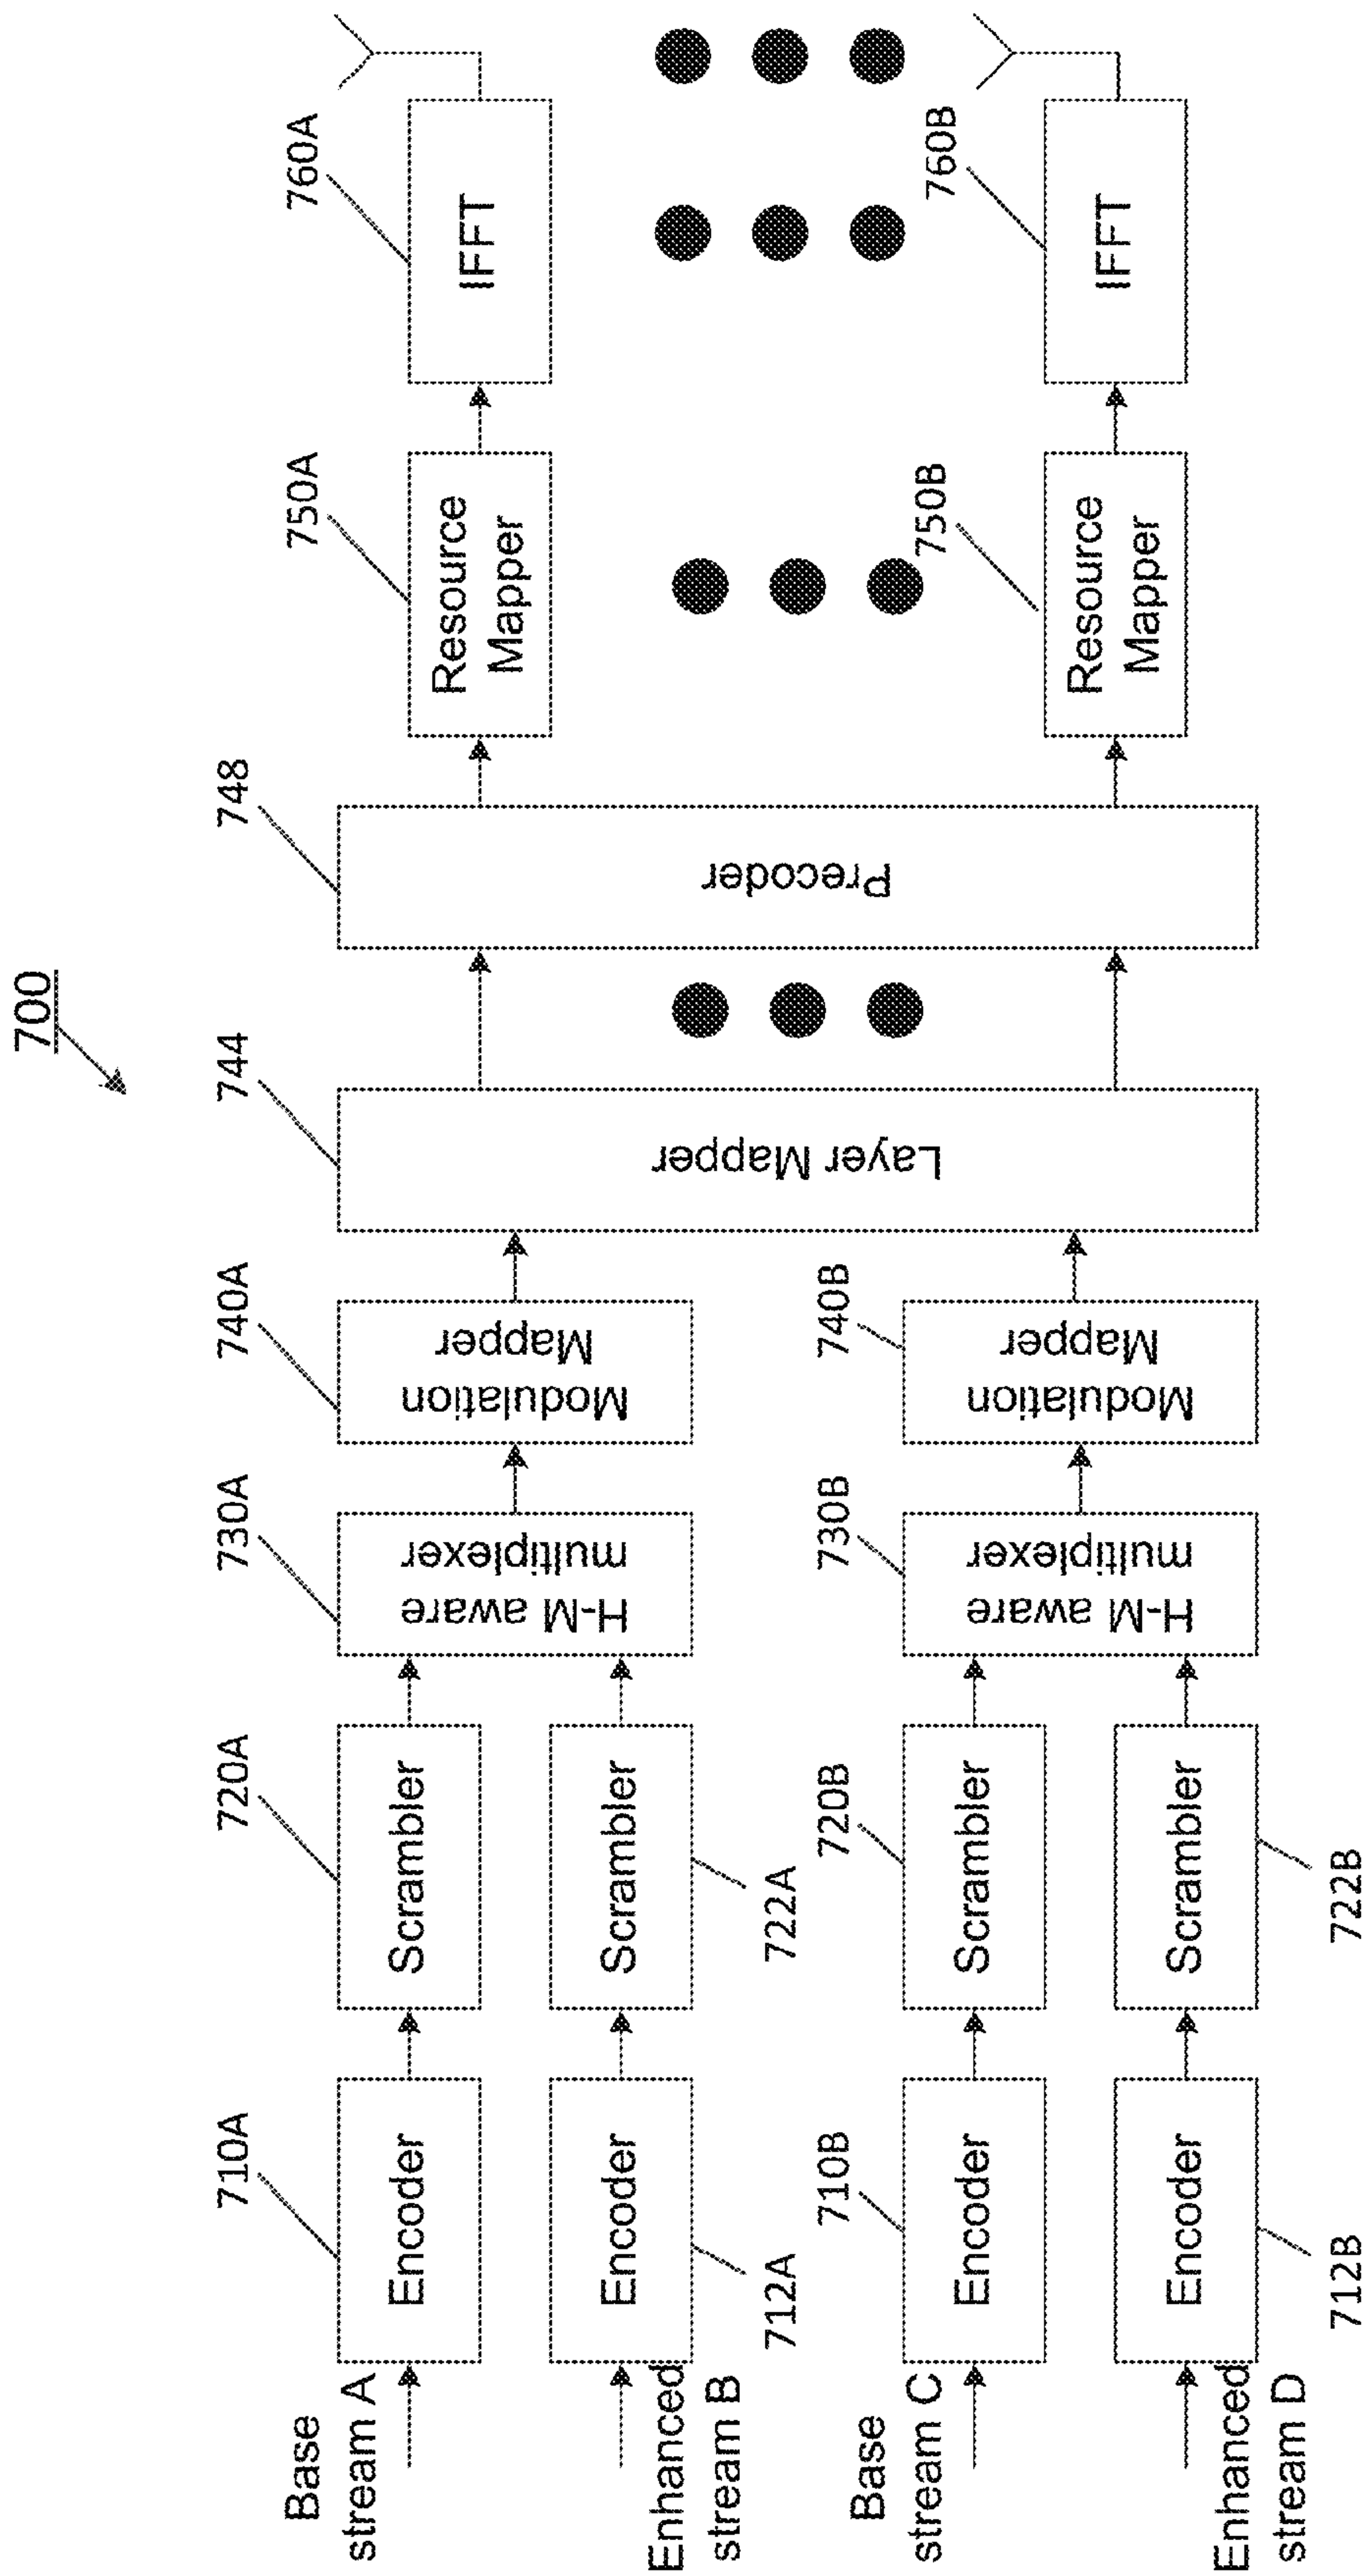 700
Base
stream A
710A
Encoder
720A
Scrambler
Enhanced
stream B
712A
Encoder
722A
Scrambler
730A
H-M aware
multiplexer
740A
Modulation
Mapper
Base
stream C
710B
Encoder
720B
Scrambler
Enhanced
stream D
712B
Encoder
722B
Scrambler
730B
H-M aware
multiplexer
740B
Modulation
Mapper
744
Layer Mapper
748
Precoder
750A
Resource
Mapper
760A
IFFT
750B
Resource
Mapper
760B
IFFT